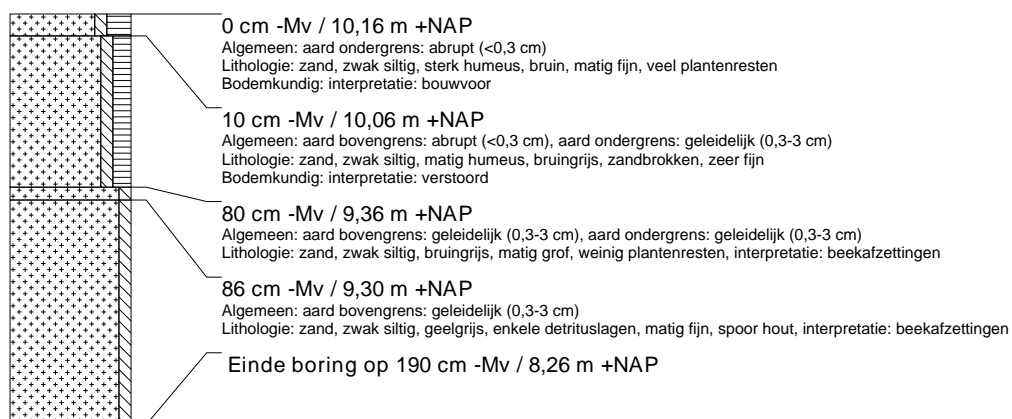 0 cm -Mv / 10,16 m +NAP
Algemeen: aard ondergrens: abrupt (<0,3 cm)
Lithologie: zand, zwak siltig, sterk humeus, bruin, matig fijn, veel plantenresten
Bodemkundig: interpretatie: bouwvoor
10 cm -Mv / 10,06 m +NAP
Algemeen: aard bovengrens: abrupt (<0,3 cm), aard ondergrens: geleidelijk (0,3-3 cm)
Lithologie: zand, zwak siltig, matig humeus, bruingrijs, zandbrokken, zeer fijn
Bodemkundig: interpretatie: verstoord
80 cm -Mv / 9,36 m +NAP
Algemeen: aard bovengrens: geleidelijk (0,3-3 cm), aard ondergrens: geleidelijk (0,3-3 cm)
Lithologie: zand, zwak siltig, bruingrijs, matig grof, weinig plantenresten, interpretatie: beekafzettingen
86 cm -Mv / 9,30 m +NAP
Algemeen: aard bovengrens: geleidelijk (0,3-3 cm)
Lithologie: zand, zwak siltig, geelgrijs, enkele detrituslagen, matig fijn, spoor hout, interpretatie: beekafzettingen
Einde boring op 190 cm -Mv / 8,26 m +NAP